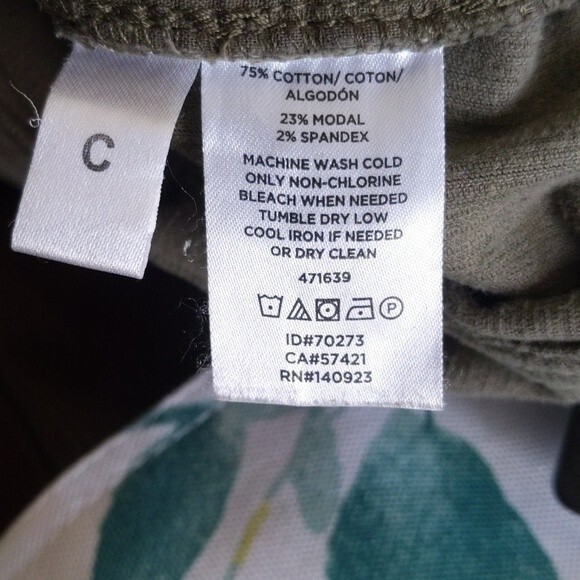 C
75% COTTON/ COTON/
ALGODÓN
23% MODAL
2% SPANDEX
MACHINE WASH COLD
ONLY NON-CHLORINE
BLEACH WHEN NEEDED
TUMBLE DRY LOW
COOL IRON IF NEEDED
OR DRY CLEAN
471639
P
ID#70273
CA#57421
RN#140923